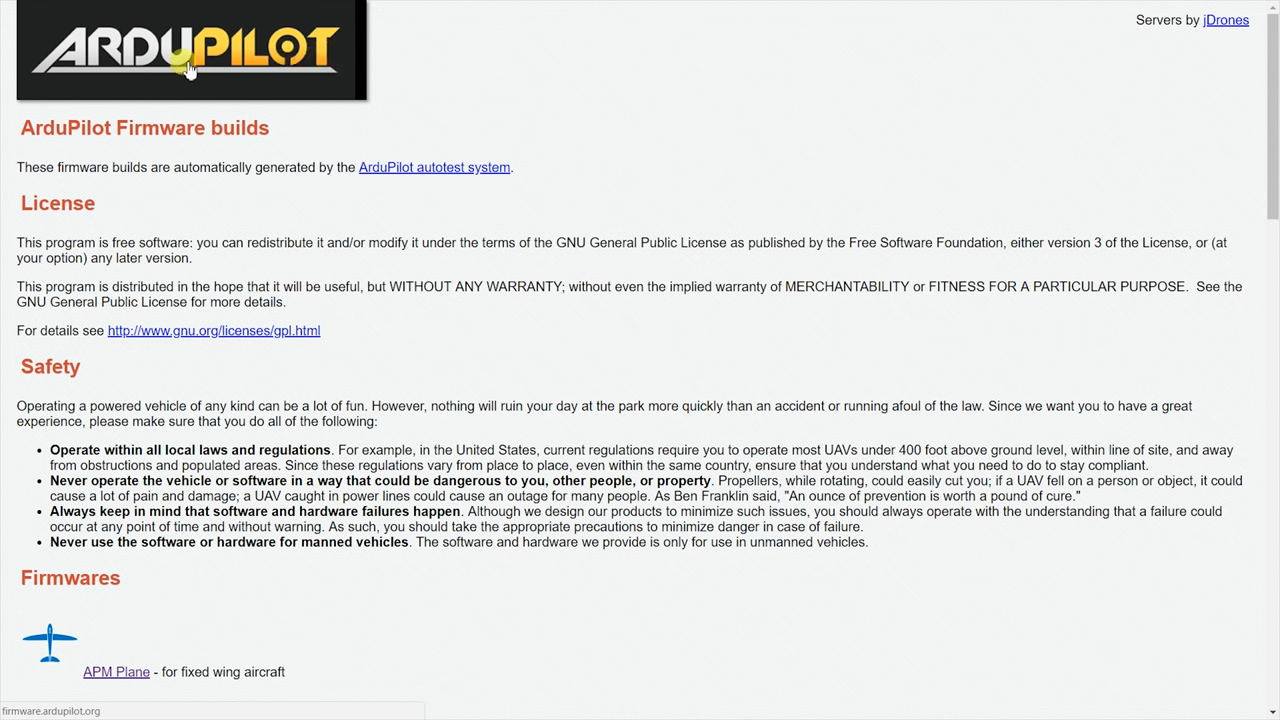 ARDUPILOT
Servers by jDrones
ArduPilot Firmware builds
These firmware builds are automatically generated by the ArduPilot autotest system.
License
This program is free software: you can redistribute it and/or modify it under the terms of the GNU General Public License as published by the Free Software Foundation, either version 3 of the License, or (at
your option) any later version.
This program is distributed in the hope that it will be useful, but WITHOUT ANY WARRANTY; without even the implied warranty of MERCHANTABILITY or FITNESS FOR A PARTICULAR PURPOSE. See the
GNU General Public License for more details.
For details see http://www.gnu.org/licenses/gpl.html
Safety
Operating a powered vehicle of any kind can be a lot of fun. However, nothing will ruin your day at the park more quickly than an accident or running afoul of the law. Since we want you to have a great
experience, please make sure that you do all of the following:
• Operate within all local laws and regulations. For example, in the United States, current regulations require you to operate most UAVs under 400 foot above ground level, within line of site, and away
from obstructions and populated areas. Since these regulations vary from place to place, even within the same country, ensure that you understand what you need to do to stay compliant.
• Never operate the vehicle or software in a way that could be dangerous to you, other people, or property. Propellers, while rotating, could easily cut you; if a UAV fell on a person or object, it could
cause a lot of pain and damage; a UAV caught in power lines could cause an outage for many people. As Ben Franklin said, "An ounce of prevention is worth a pound of cure."
• Always keep in mind that software and hardware failures happen. Although we design our products to minimize such issues, you should always operate with the understanding that a failure could
occur at any point of time and without warning. As such, you should take the appropriate precautions to minimize danger in case of failure.
• Never use the software or hardware for manned vehicles. The software and hardware we provide is only for use in unmanned vehicles.
Firmwares
APM Plane - for fixed wing aircraft
firmware.ardupilot.org